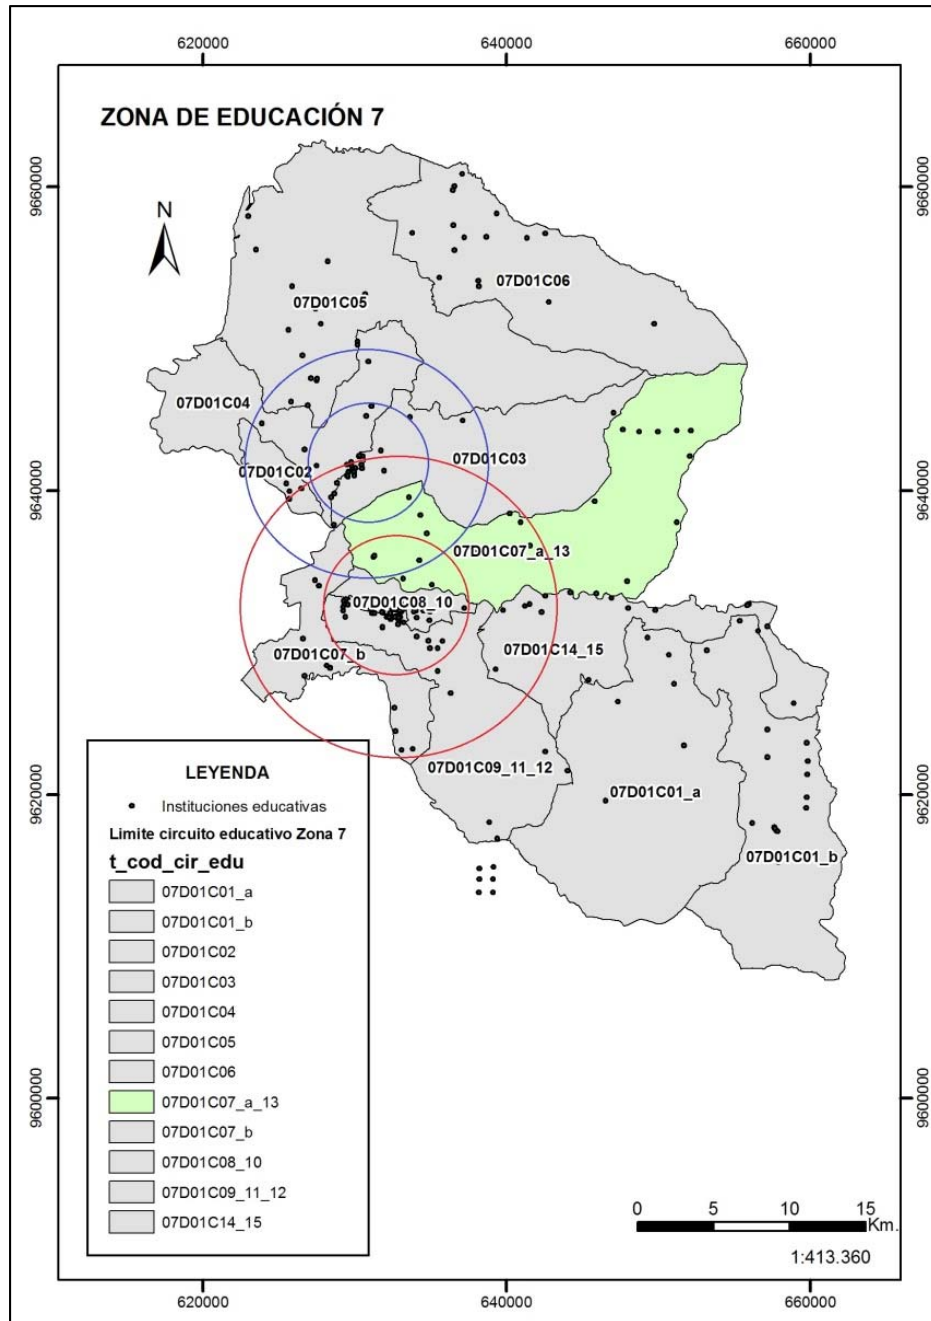 620000 640000 660000
ZONA DE EDUCACIÓN 7
9660000 9660000
N
07D01C06
07D01C05
07D01C04
07D01C03
07D01C02
9640000 9640000
07D01C07_a_13
07D01C08_10
07D01C07_b
07D01C14_15
07D01C09_11_12
07D01C01_a
9620000 9620000
07D01C01_b
LEYENDA
Instituciones educativas
Limite circuito educativo Zona 7
t_cod_cir_edu
07D01C01_a
07D01C01_b
07D01C02
07D01C03
07D01C04
07D01C05
07D01C06
07D01C07_a_13
07D01C07_b
07D01C08_10
07D01C09_11_12
07D01C14_15
9600000 9600000
0 5 10 15
Km.
1:413.360
620000 640000 660000